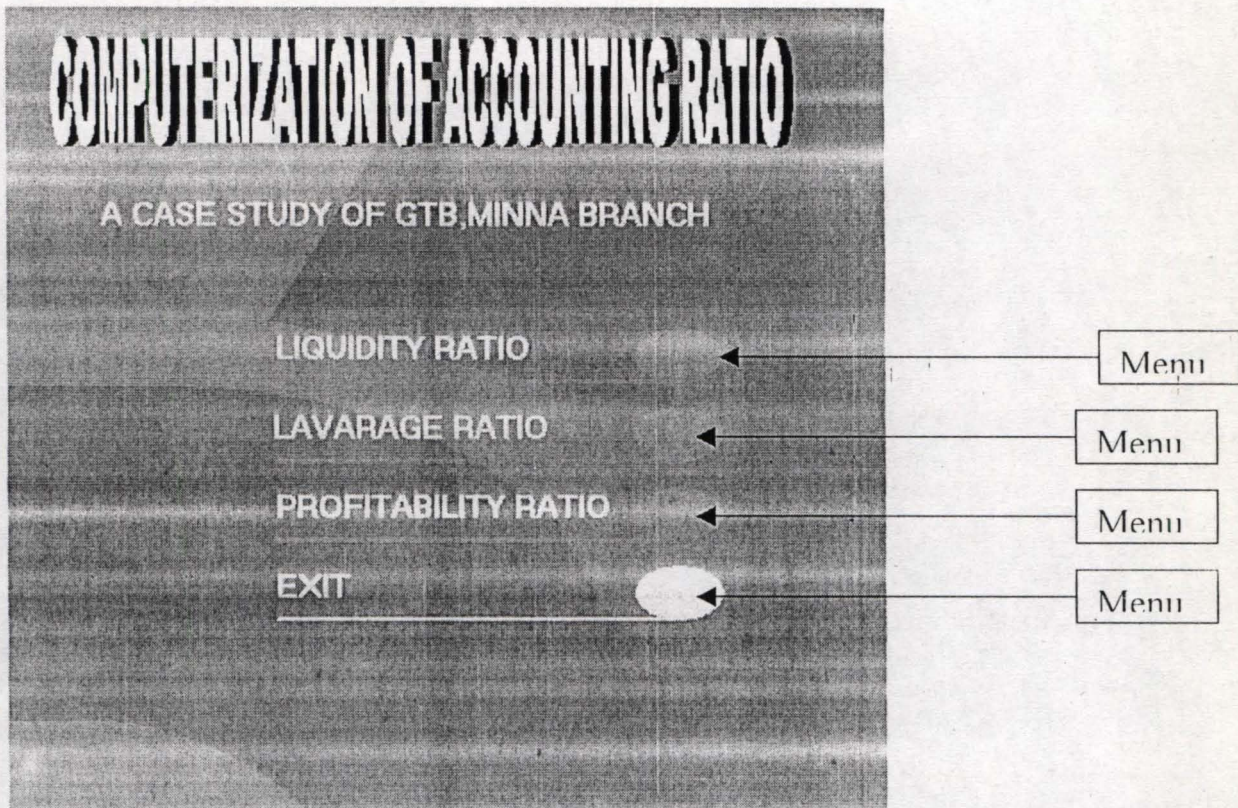 COMPUTERIZATION OF ACCOUNTING RATIO
A CASE STUDY OF GTB,MINNA BRANCH
LIQUIDITY RATIO
Menu
LAVARAGE RATIO
Menu
PROFITABILITY RATIO
Menu
EXIT
Menu